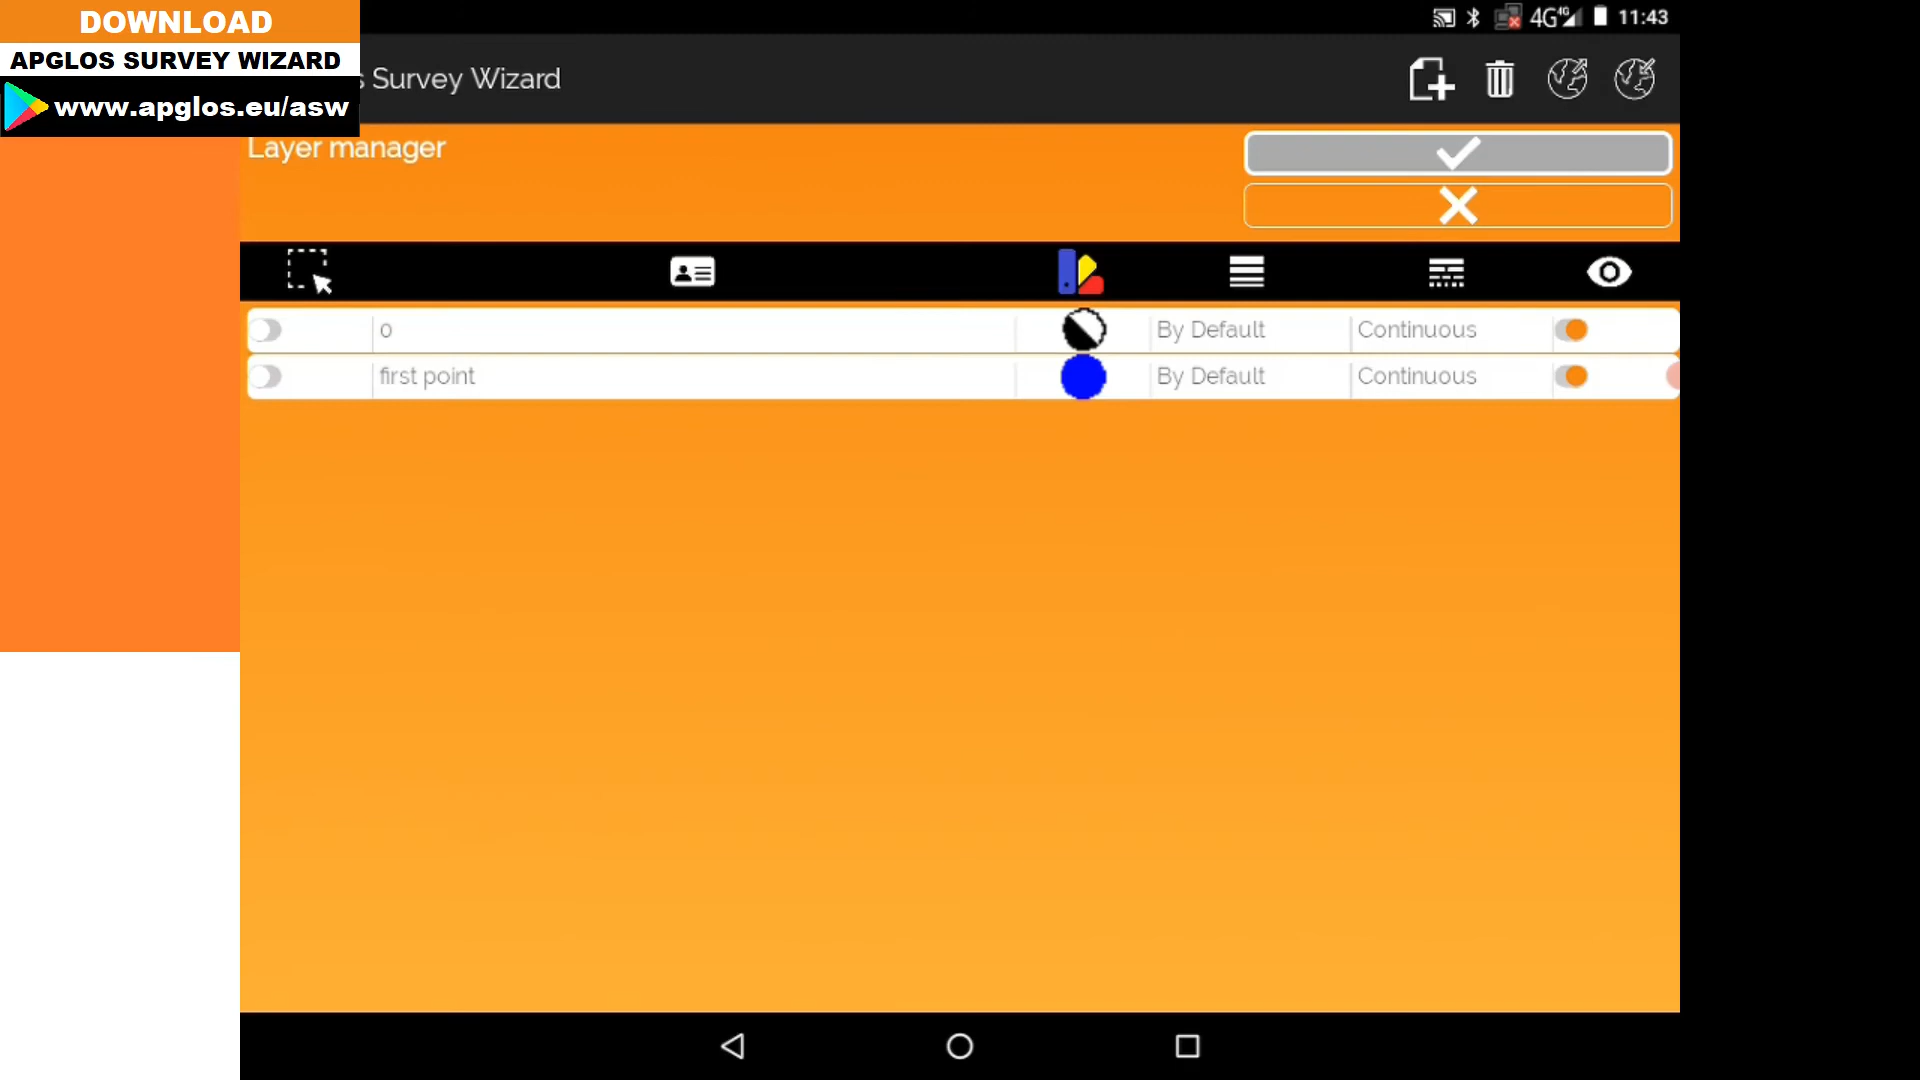 DOWNLOAD
APGLOS SURVEY WIZARD
www.apglos.eu/asw
4G 4G 11:43
s Survey Wizard
Layer manager
0 By Default Continuous
first point By Default Continuous